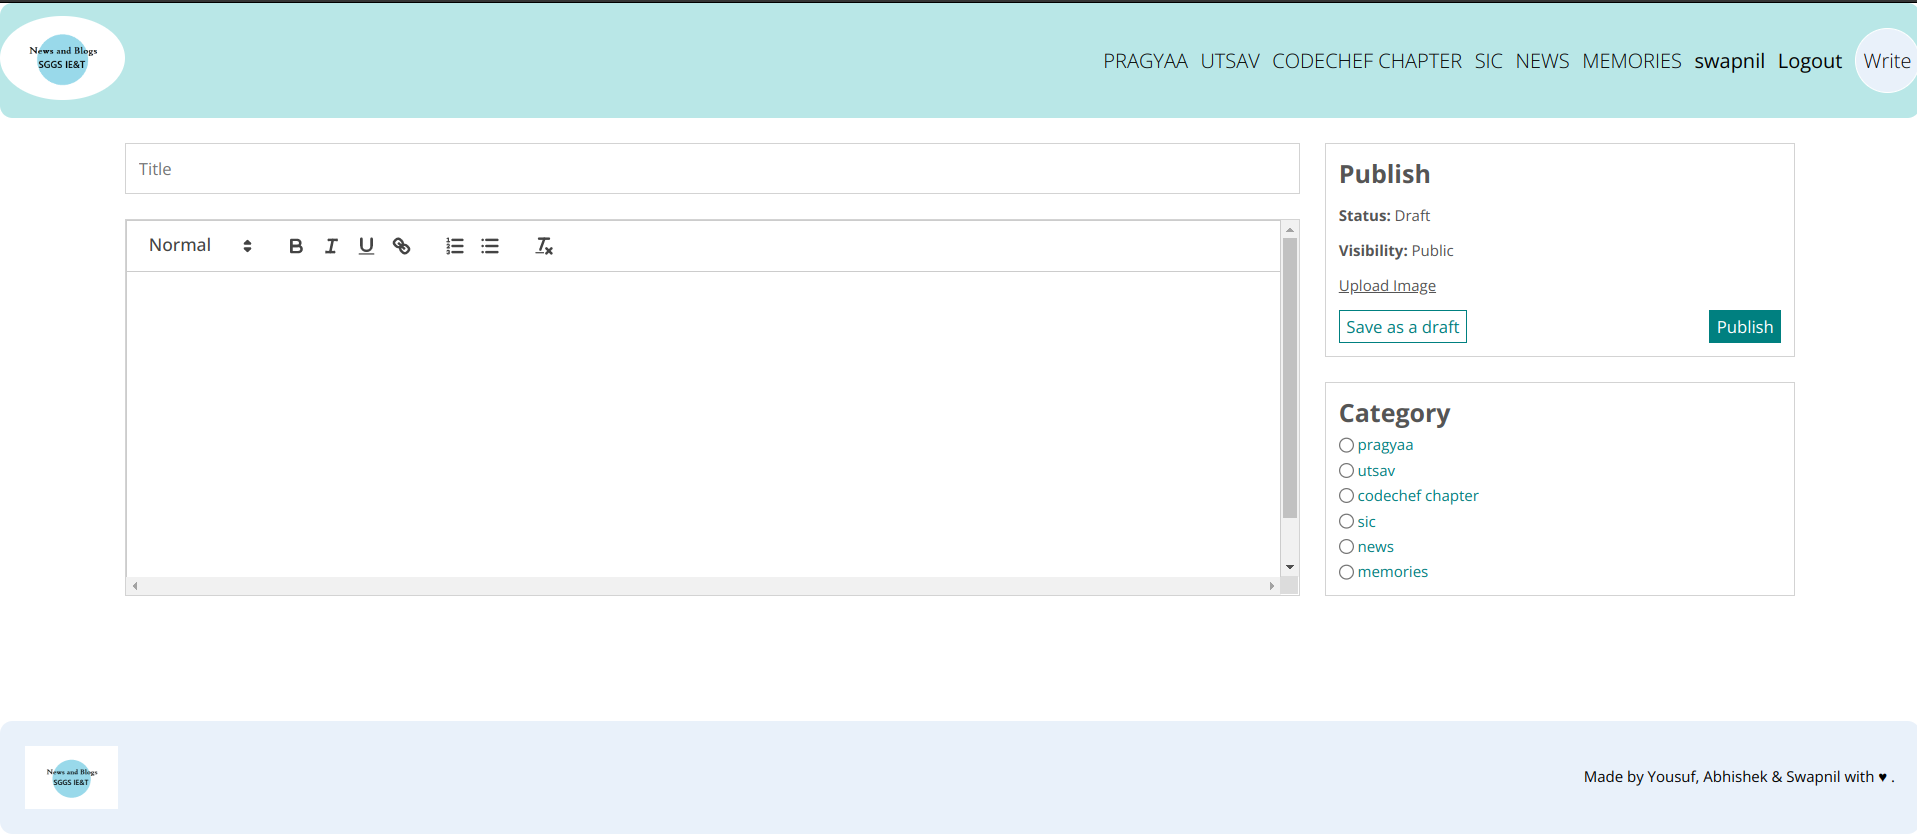 News and Blogs
SGGS IE&T
PRAGYAA UTSAV CODECHEF CHAPTER SIC NEWS MEMORIES swapnil Logout Write
Title
Normal
Publish
Status: Draft
Visibility: Public
Upload Image
Save as a draft Publish
Category
pragyaa
utsav
codechef chapter
sic
news
memories
News and Blogs
SGGS IE&T
Made by Yousuf, Abhishek & Swapnil with ♥ .